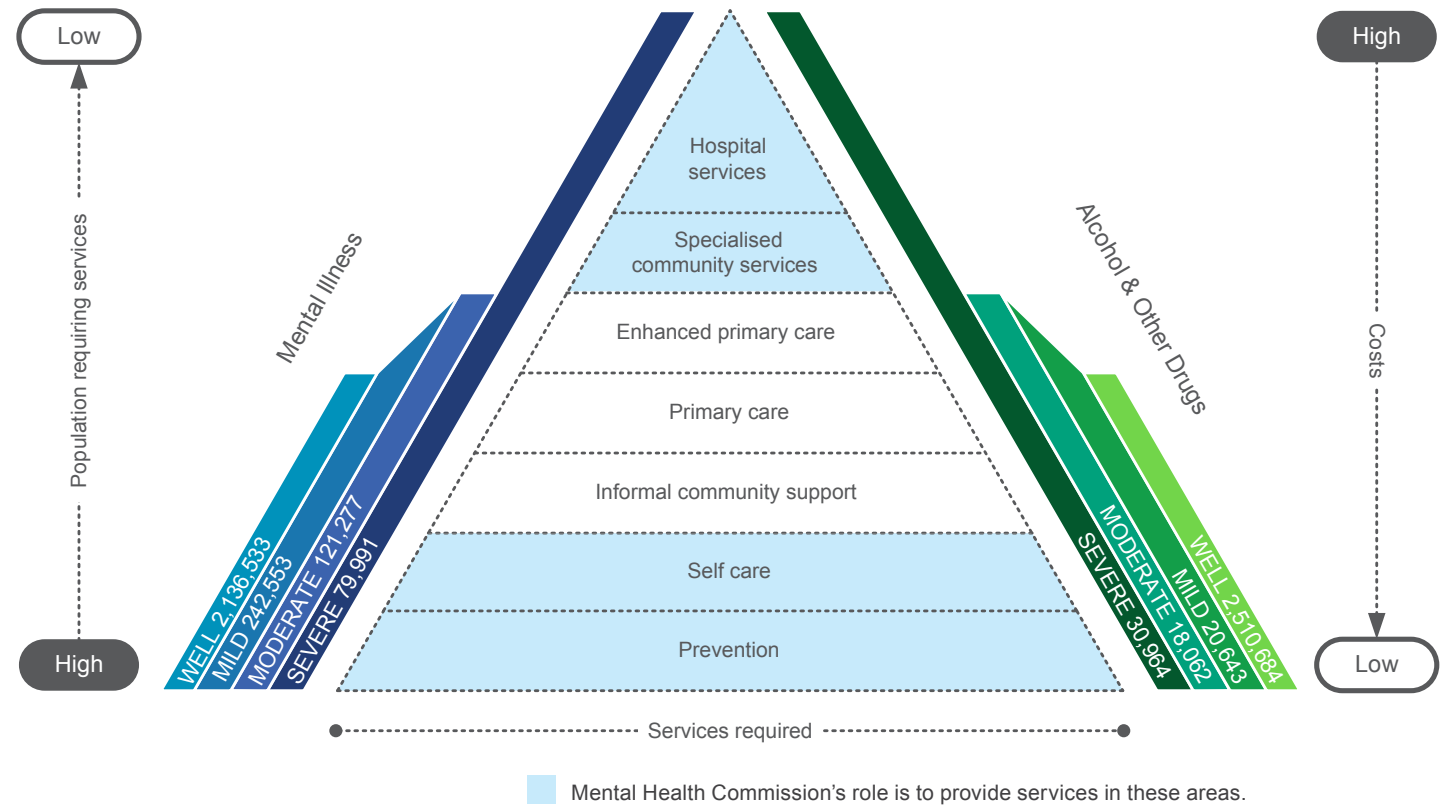 Low
High
Population requiring services
Mental Illness
WELL 2,136,533
MILD 242,553
MODERATE 121,277
SEVERE 79,991
Hospital
services
Specialised
community services
Enhanced primary care
Primary care
Informal community support
Self care
Prevention
Alcohol & Other Drugs
SEVERE 30,964
MODERATE 18,062
MILD 20,643
WELL 2,510,684
Costs
High
Low
Services required
Mental Health Commission's role is to provide services in these areas.